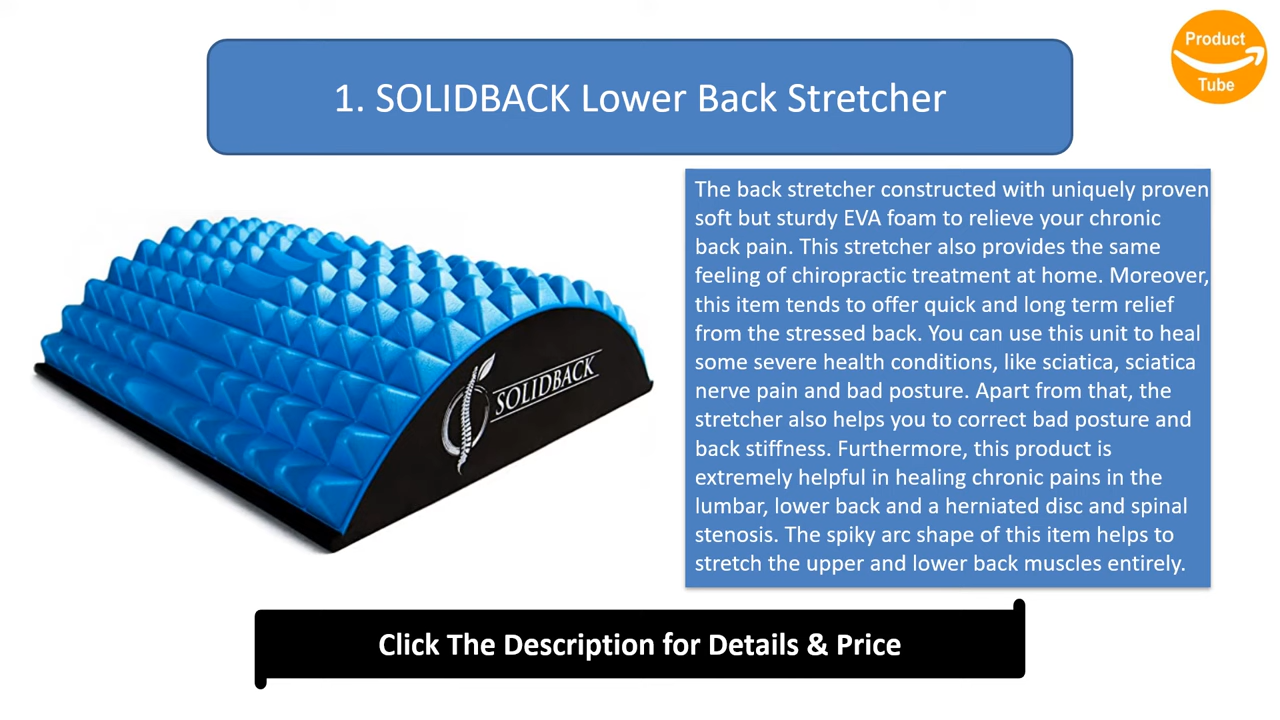 Product
Tube
1. SOLIDBACK Lower Back Stretcher
The back stretcher constructed with uniquely proven
soft but sturdy EVA foam to relieve your chronic
back pain. This stretcher also provides the same
feeling of chiropractic treatment at home. Moreover,
this item tends to offer quick and long term relief
from the stressed back. You can use this unit to heal
some severe health conditions, like sciatica, sciatica
nerve pain and bad posture. Apart from that, the
stretcher also helps you to correct bad posture and
back stiffness. Furthermore, this product is
extremely helpful in healing chronic pains in the
lumbar, lower back and a herniated disc and spinal
stenosis. The spiky arc shape of this item helps to
stretch the upper and lower back muscles entirely.
SOLIDBACK
Click The Description for Details & Price